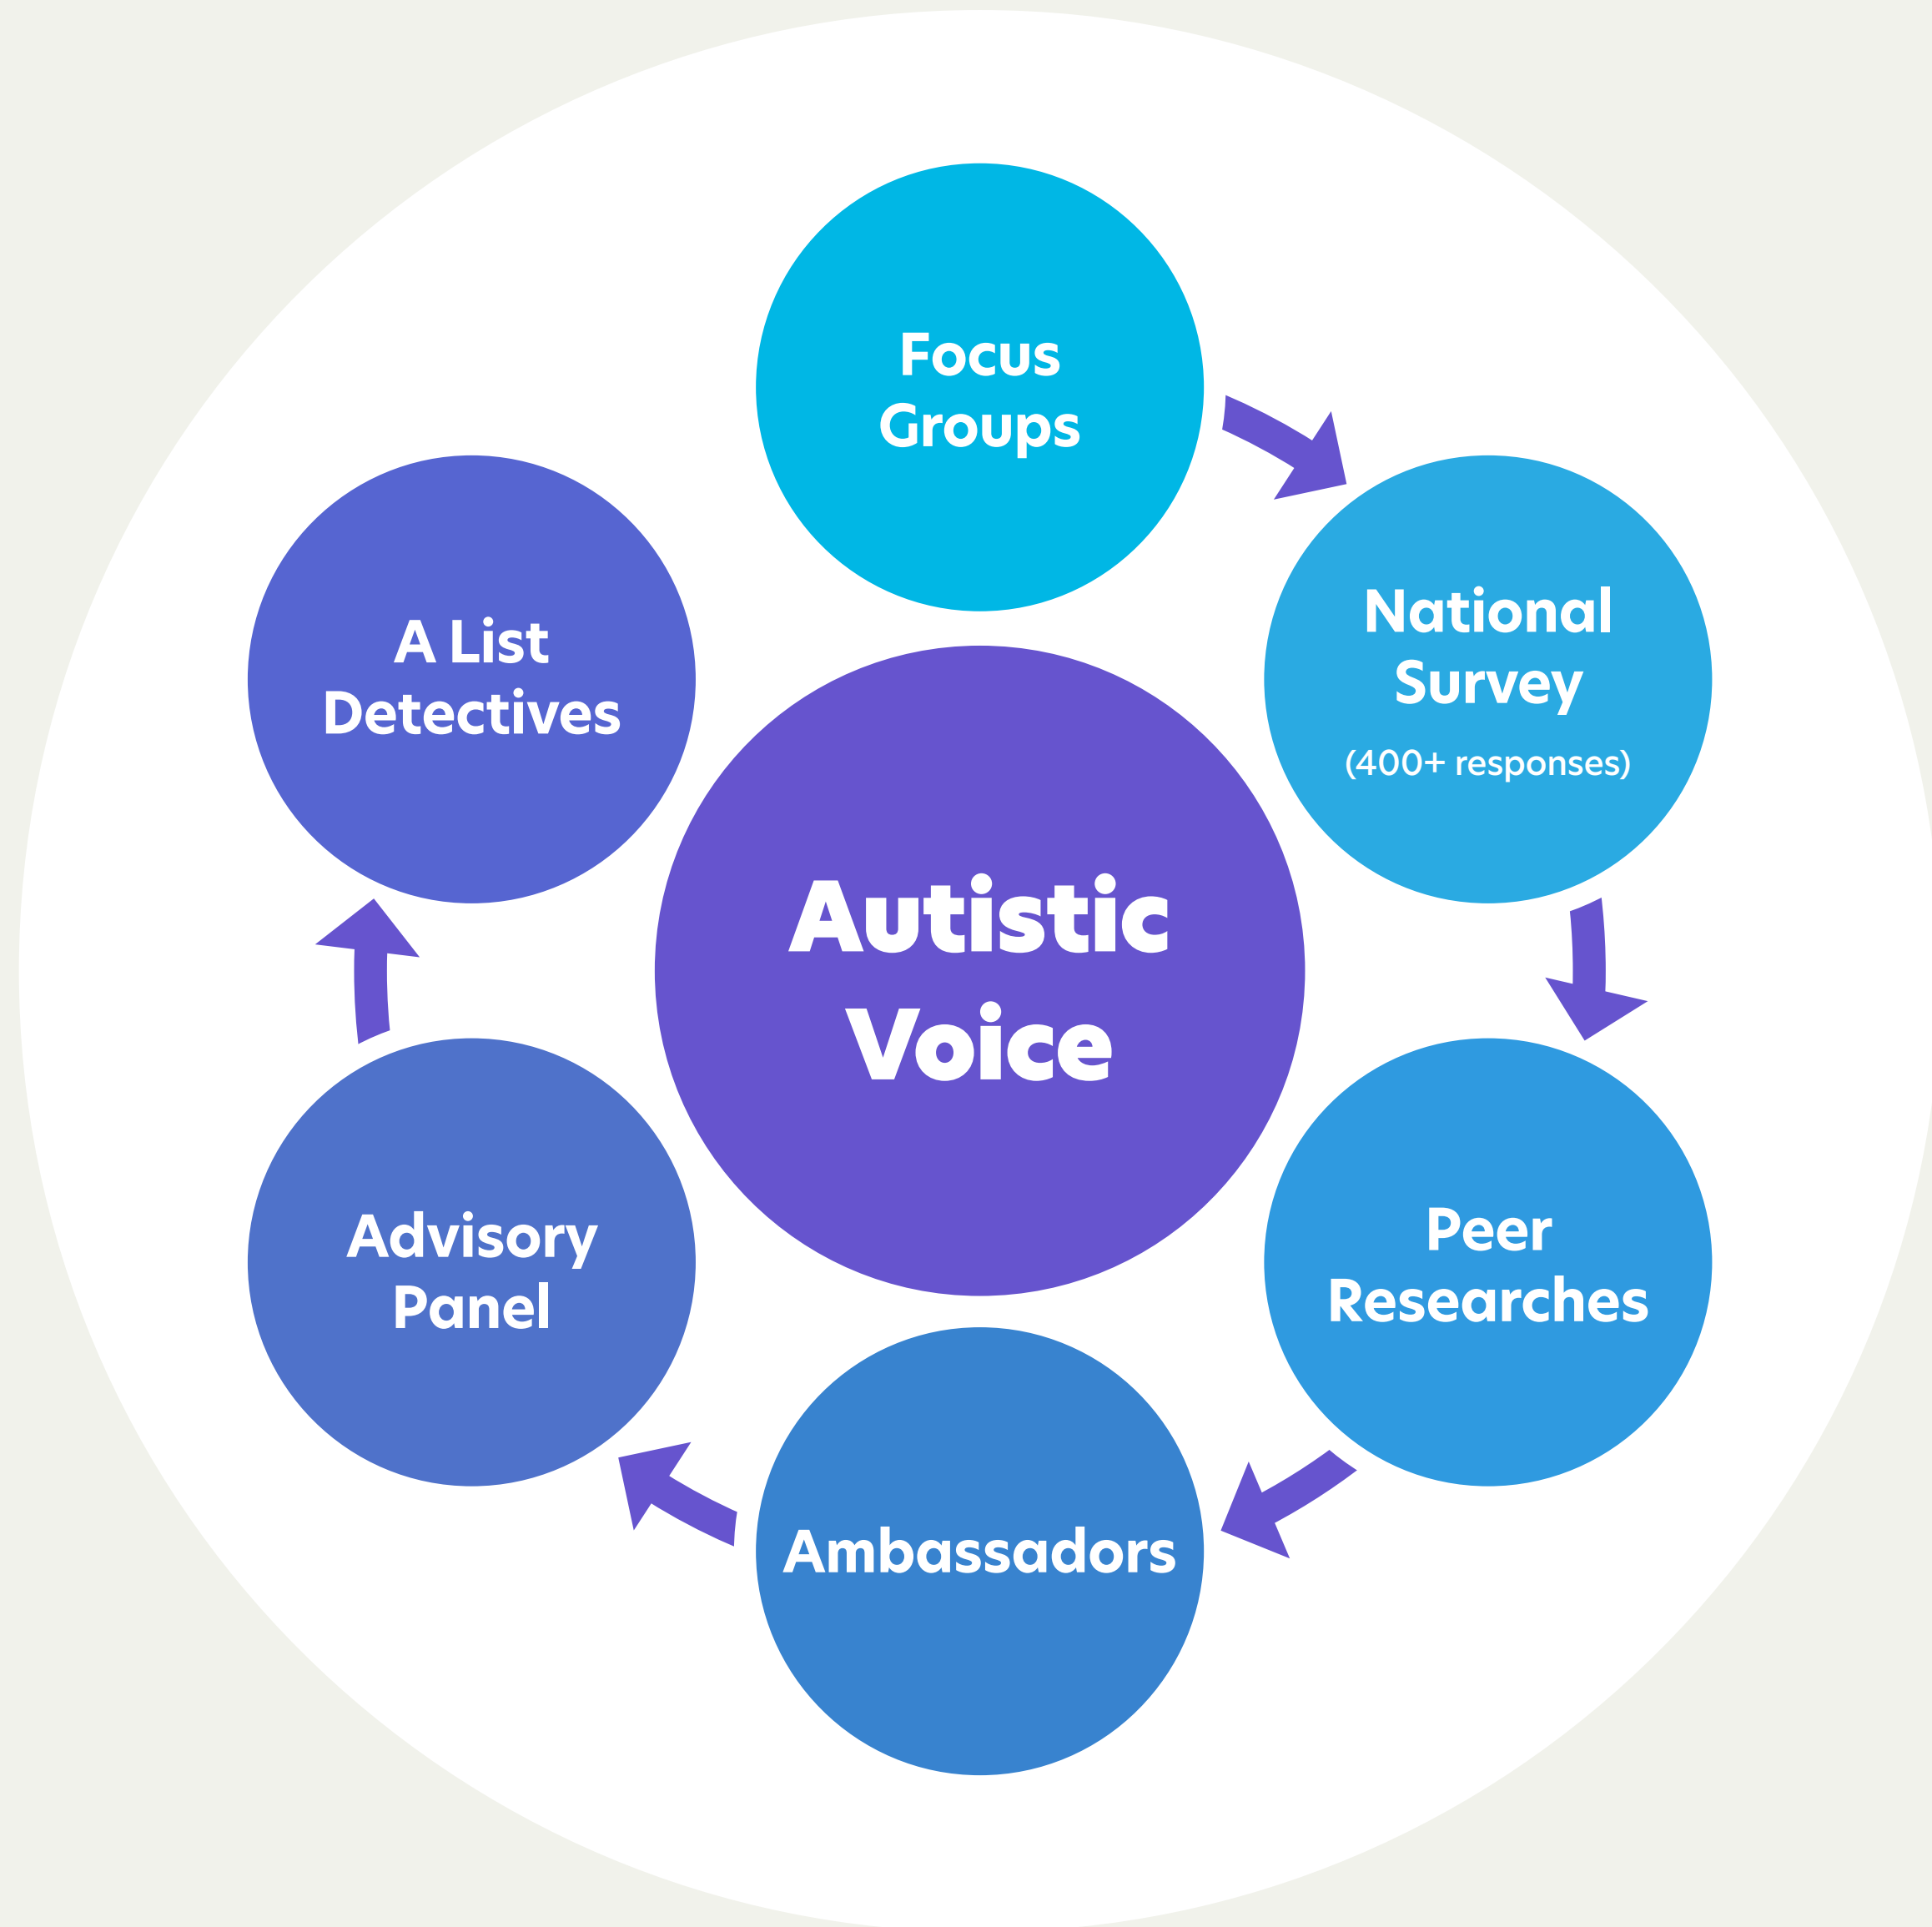 Focus
Groups
National
Survey
(400+ responses)
Peer
Researches
Ambassadors
Advisory
Panel
A List
Detectives
Autistic
Voice